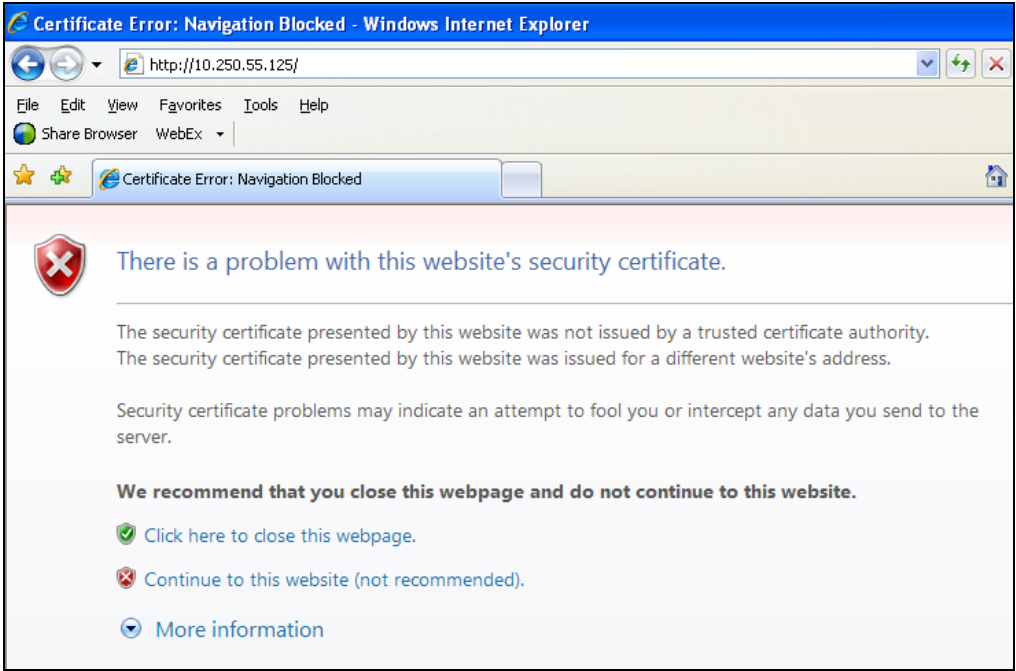 Certificate Error: Navigation Blocked - Windows Internet Explorer
http://10.250.55.125/
File Edit View Favorites Tools Help
Share Browser WebEx
Certificate Error: Navigation Blocked
There is a problem with this website's security certificate.
The security certificate presented by this website was not issued by a trusted certificate authority.
The security certificate presented by this website was issued for a different website's address.
Security certificate problems may indicate an attempt to fool you or intercept any data you send to the
server.
We recommend that you close this webpage and do not continue to this website.
Click here to close this webpage.
Continue to this website (not recommended).
More information